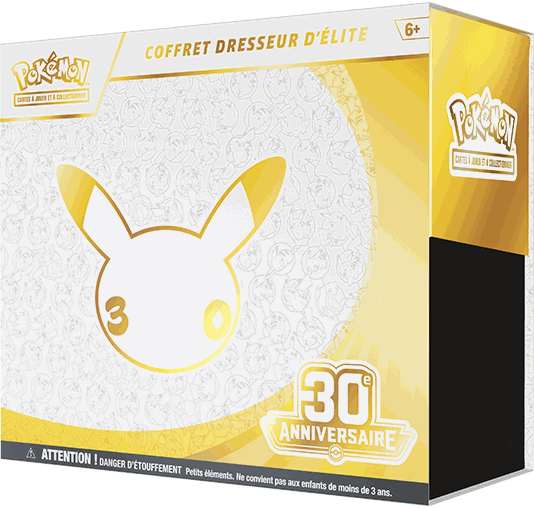 COFFRET DRESSEUR D'ÉLITE
6+
POKÉMON
CARTES À JOUER ET À COLLECTIONNER
POKÉMON
CARTES À JOUER ET À COLLECTIONNER
30
30e
ANNIVERSAIRE
ATTENTION ! DANGER D'ÉTOUFFEMENT Petits éléments. Ne convient pas aux enfants de moins de 3 ans.